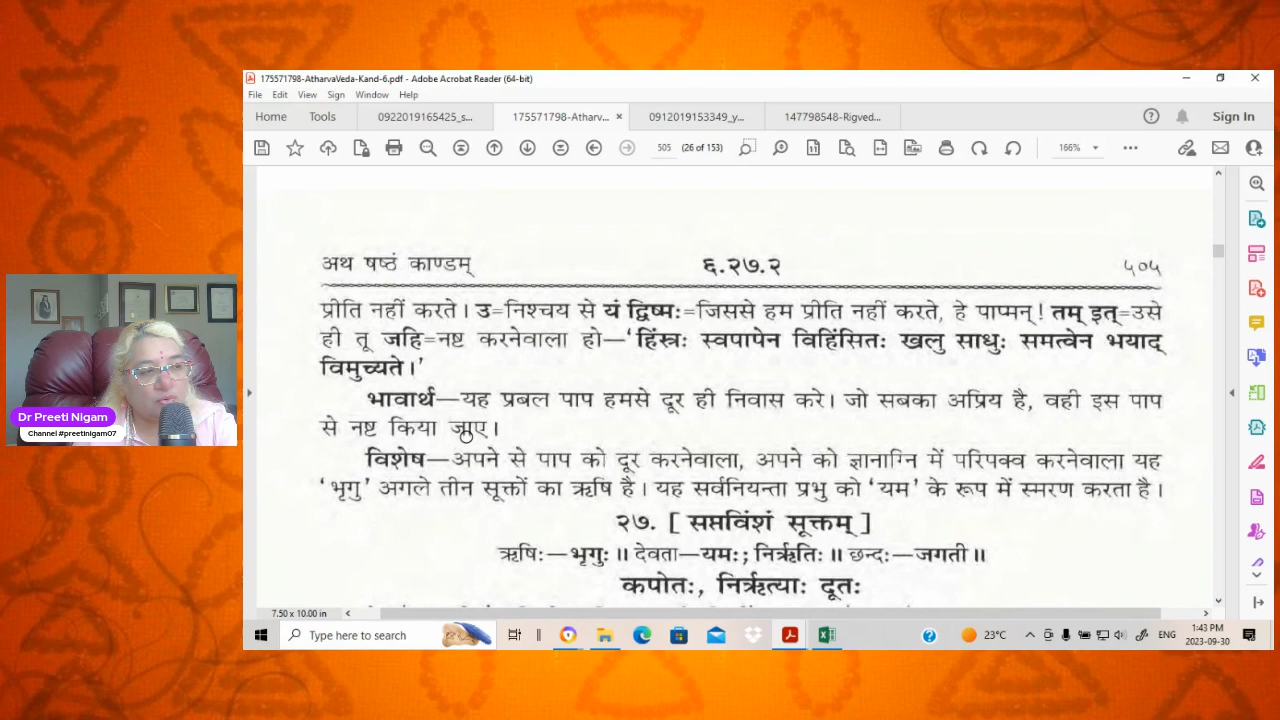 175571798-AtharvaVeda-Kand-6.pdf - Adobe Acrobat Reader (64-bit)
File Edit View Sign Window Help
Home Tools 0922019165425_s... 175571798-Atharv... × 0912019153349_y... 147798548-Rigved... Sign In
505 (26 of 153) 166%
अथ षष्ठं काण्डम् ६.२७.२ ५०५
प्रीति नहीं करते। उ=निश्चय से यं द्विष्मः=जिससे हम प्रीति नहीं करते, हे पाप्मन्! तम् इत्=उसे
ही तू जहि=नष्ट करनेवाला हो—'हिंस्त्रः स्वपापेन विहिंसितः खलु साधुः समत्वेन भयाद्
विमुच्यते।'
भावार्थ—यह प्रबल पाप हमसे दूर ही निवास करे। जो सबका अप्रिय है, वही इस पाप
से नष्ट किया जाए।
विशेष—अपने से पाप को दूर करनेवाला, अपने को ज्ञानाग्नि में परिपक्व करनेवाला यह
'भृगु' अगले तीन सूक्तों का ऋषि है। यह सर्वनियन्ता प्रभु को 'यम' के रूप में स्मरण करता है।
२७. [ सप्तविंशं सूक्तम् ]
ऋषिः—भृगुः॥ देवता—यमः; निर्ऋतिः॥ छन्दः—जगती॥
कपोतः, निर्ऋत्याः दूतः
7.50 x 10.00 in
Dr Preeti Nigam
Channel #preetinigam07
Type here to search 23°C ENG 1:43 PM
2023-09-30